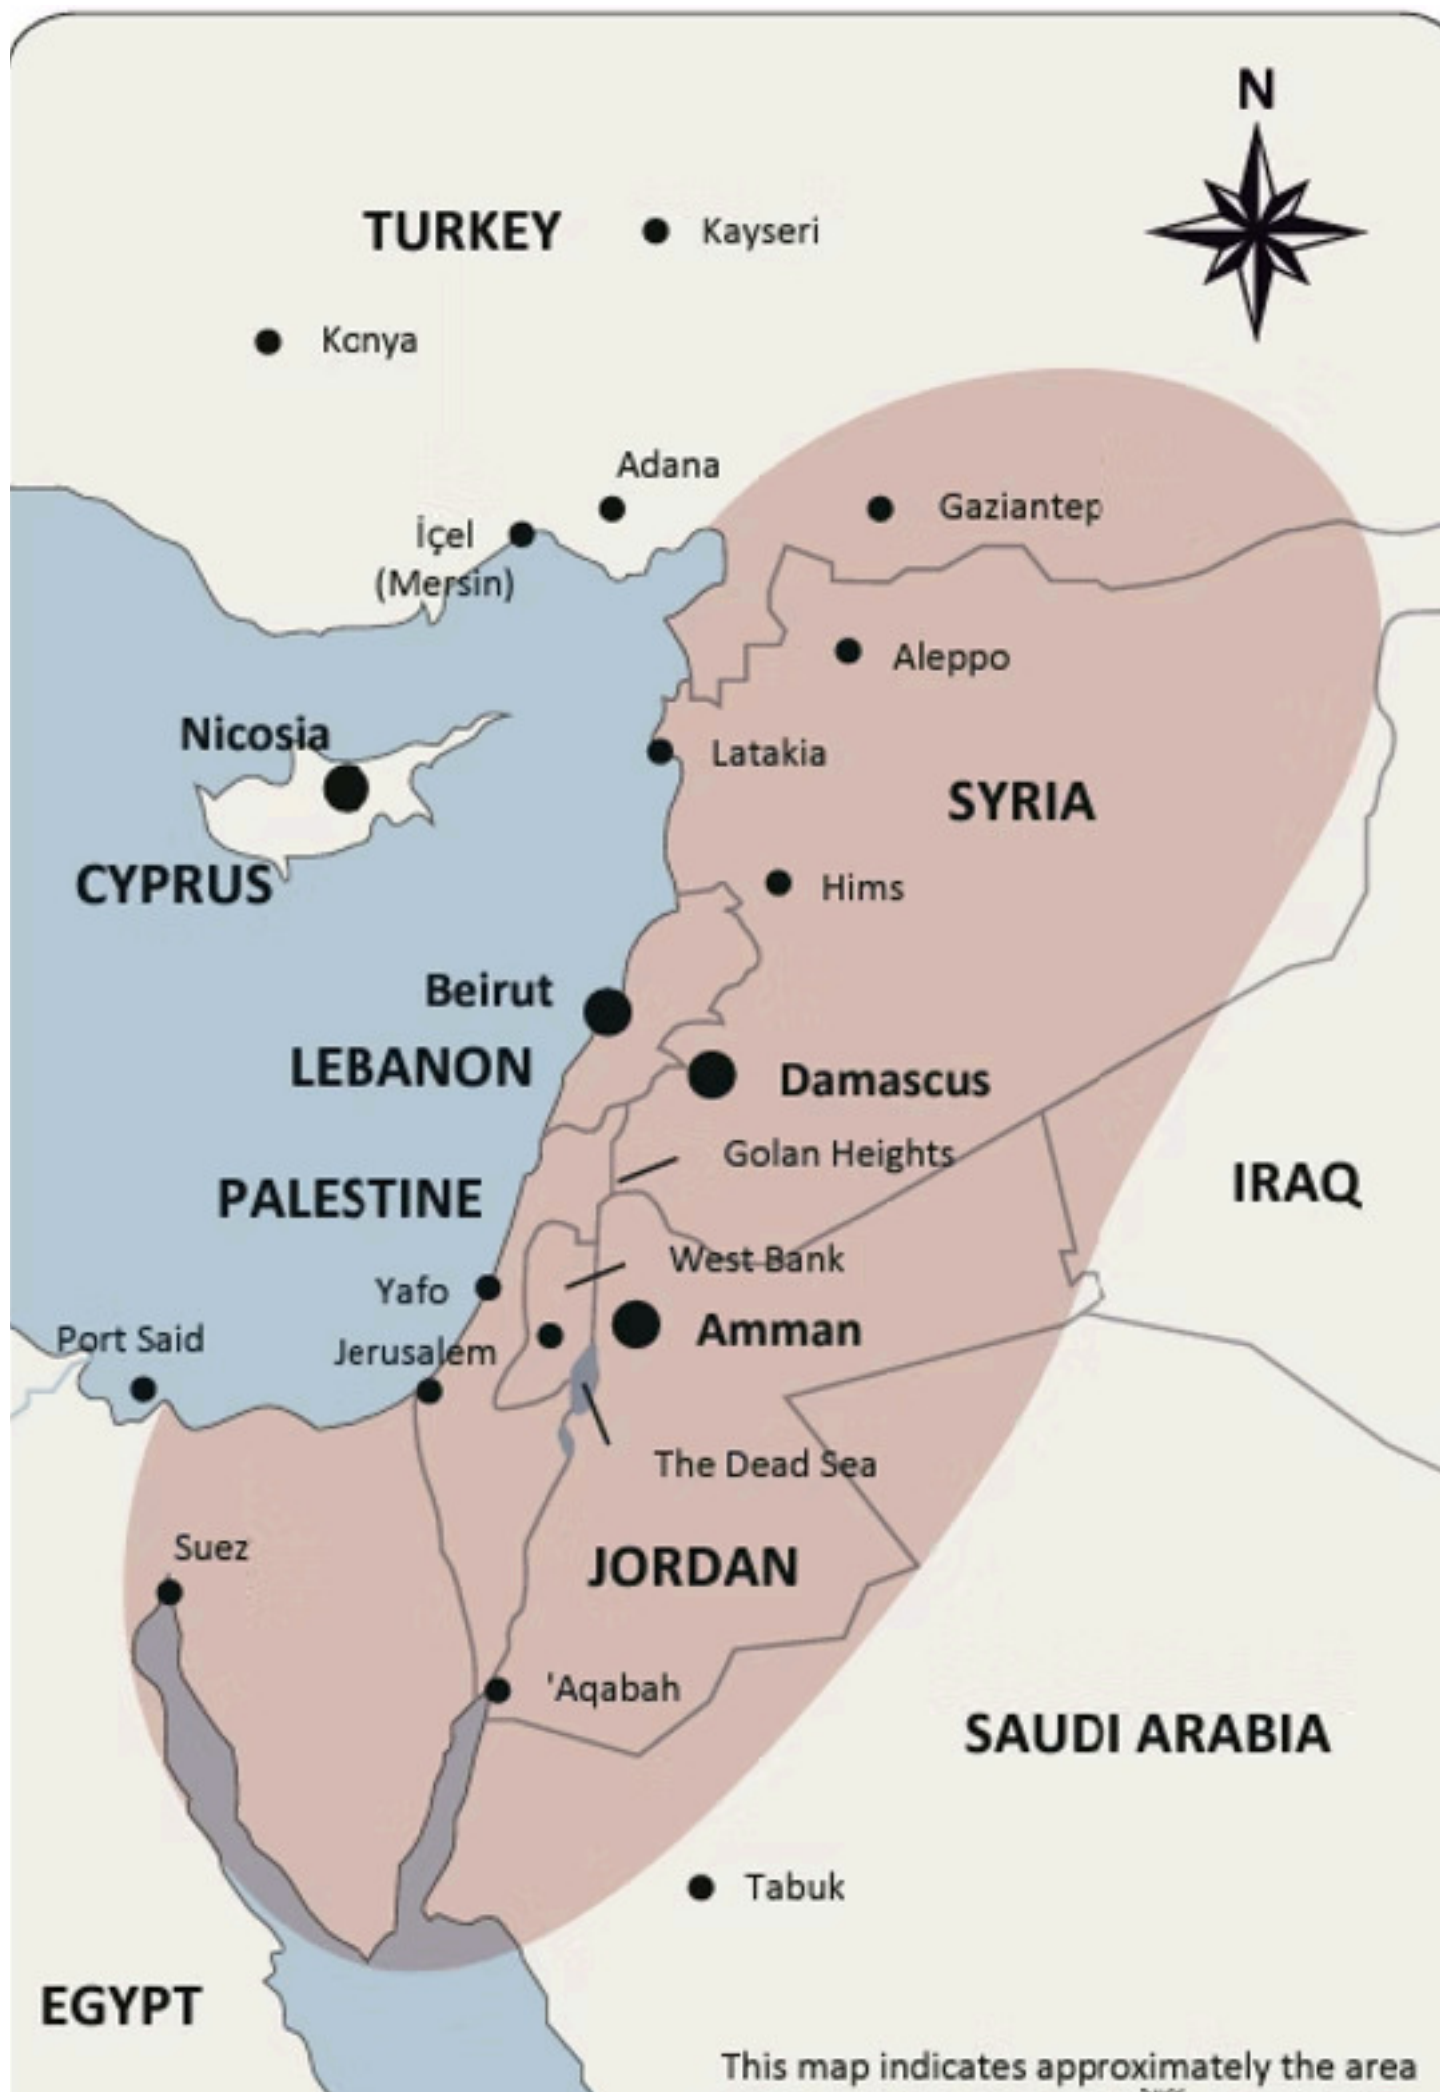 N
TURKEY
Kayseri
Konya
Adana
Gaziantep
İçel
(Mersin)
Aleppo
Nicosia
Latakia
SYRIA
CYPRUS
Hims
Beirut
LEBANON
Damascus
Golan Heights
PALESTINE
IRAQ
West Bank
Yafo
Amman
Port Said
Jerusalem
The Dead Sea
Suez
JORDAN
'Aqabah
SAUDI ARABIA
Tabuk
EGYPT
This map indicates approximately the area